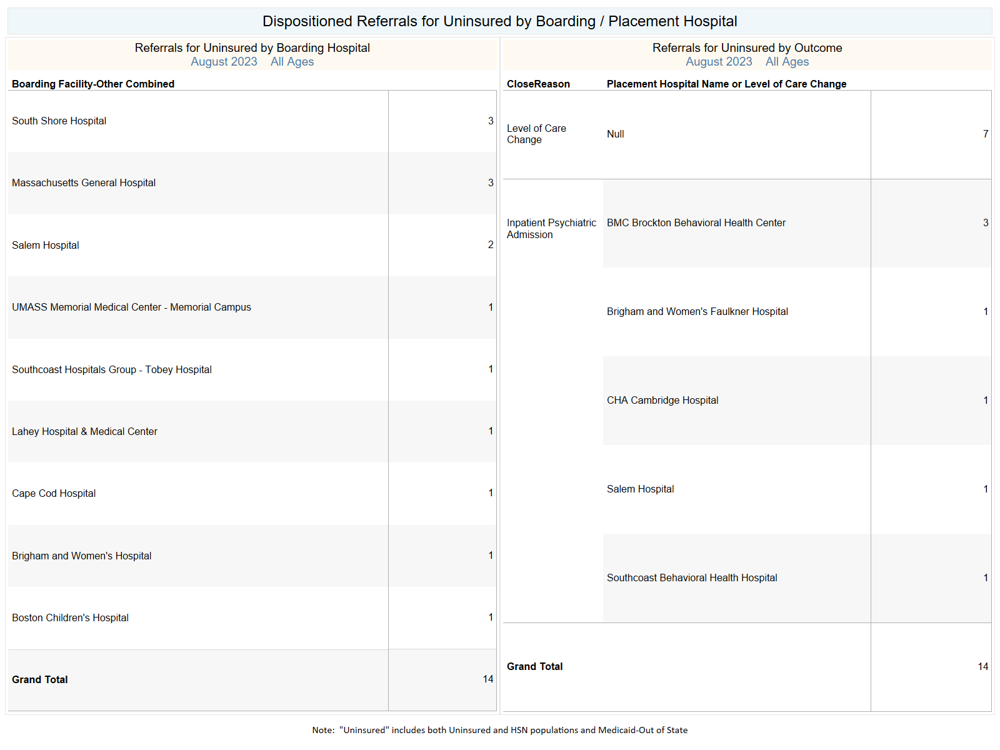 Dispositioned Referrals for Uninsured by Boarding / Placement Hospital
Referrals for Uninsured by Boarding Hospital
August 2023 All Ages
Boarding Facility-Other Combined
South Shore Hospital 3
Massachusetts General Hospital 3
Salem Hospital 2
UMASS Memorial Medical Center - Memorial Campus 1
Southcoast Hospitals Group - Tobey Hospital 1
Lahey Hospital & Medical Center 1
Cape Cod Hospital 1
Brigham and Women's Hospital 1
Boston Children's Hospital 1
Grand Total 14
Referrals for Uninsured by Outcome
August 2023 All Ages
CloseReason Placement Hospital Name or Level of Care Change
Level of Care
Change
Null 7
Inpatient Psychiatric
Admission
BMC Brockton Behavioral Health Center 3
Brigham and Women's Faulkner Hospital 1
CHA Cambridge Hospital 1
Salem Hospital 1
Southcoast Behavioral Health Hospital 1
Grand Total 14
Note: "Uninsured" includes both Uninsured and HSN populations and Medicaid-Out of State